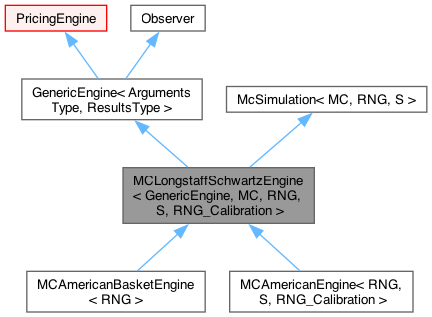 PricingEngine
Observer
GenericEngine< Arguments
Type, ResultsType >
McSimulation< MC, RNG, S >
MCLongstaffSchwartzEngine
< GenericEngine, MC, RNG,
S, RNG_Calibration >
MCAmericanBasketEngine
< RNG >
MCAmericanEngine< RNG,
S, RNG_Calibration >